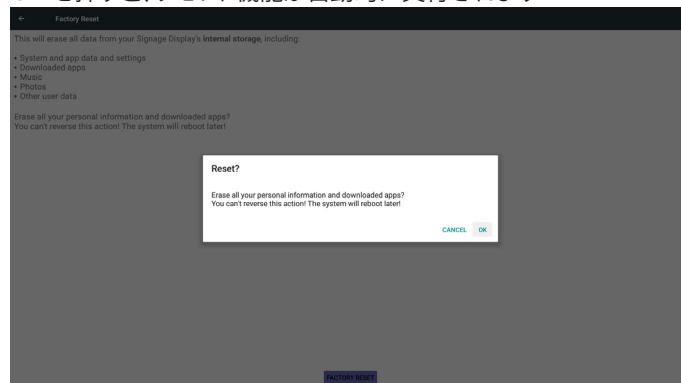 Factory Reset
This will erase all data from your Signage Display's internal storage, including:
• System and app data and settings
• Downloaded apps
• Music
• Photos
• Other user data
Erase all your personal information and downloaded apps?
You can't reverse this action! The system will reboot later!
Reset?
Erase all your personal information and downloaded apps?
You can't reverse this action! The system will reboot later!
CANCEL OK
FACTORY RESET